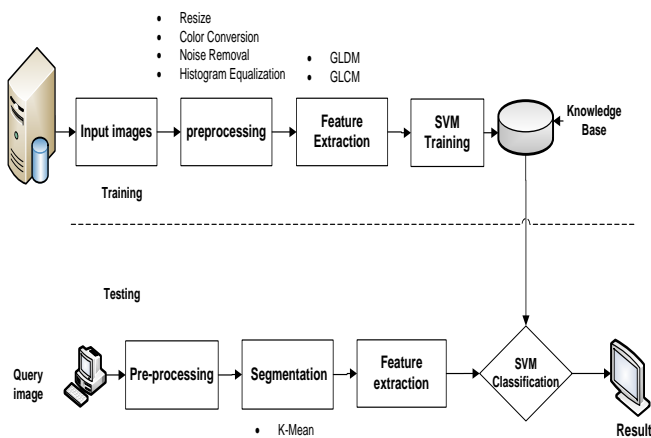 • Resize
• Color Conversion
• Noise Removal
• Histogram Equalization
• GLDM
• GLCM
Input images
preprocessing
Feature
Extraction
SVM
Training
Knowledge
Base
Training
Testing
Query
image
Pre-processing
Segmentation
Feature
extraction
SVM
Classification
Result
• K-Mean